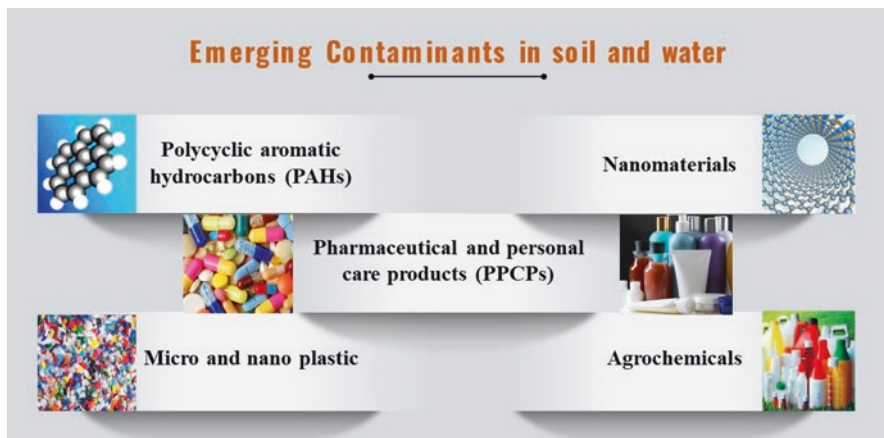 Emerging Contaminants in soil and water
Polycyclic aromatic
hydrocarbons (PAHs)
Nanomaterials
Pharmaceutical and personal
care products (PPCPs)
Micro and nano plastic
Agrochemicals